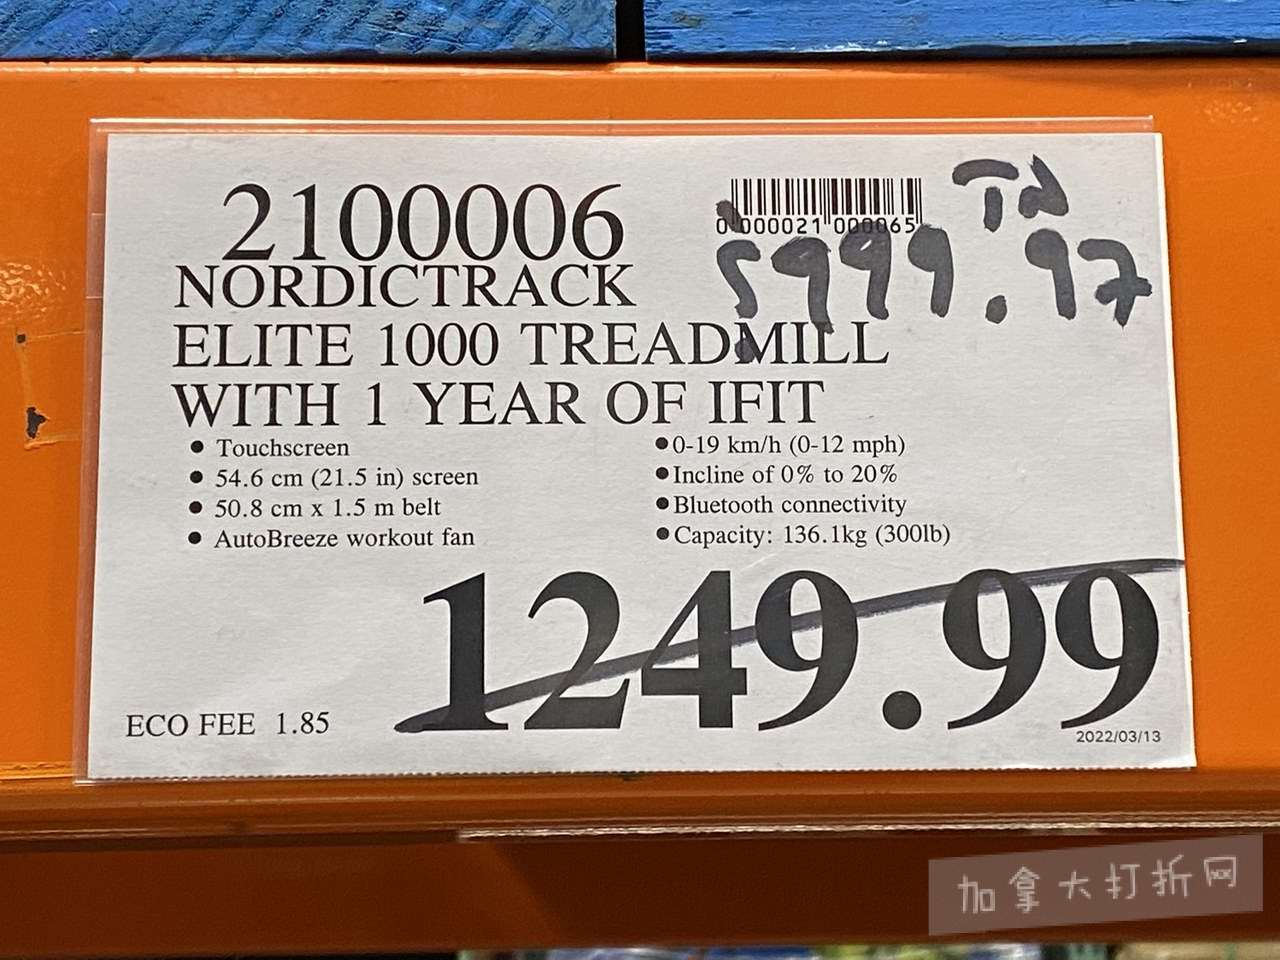 2100006
0 000021 000065
$999.97
NORDICTRACK
ELITE 1000 TREADMILL
WITH 1 YEAR OF IFIT
• Touchscreen
• 54.6 cm (21.5 in) screen
• 50.8 cm x 1.5 m belt
• AutoBreeze workout fan
• 0-19 km/h (0-12 mph)
• Incline of 0% to 20%
• Bluetooth connectivity
• Capacity: 136.1kg (300lb)
1249.99
ECO FEE 1.85
2022/03/13
加拿大打折网